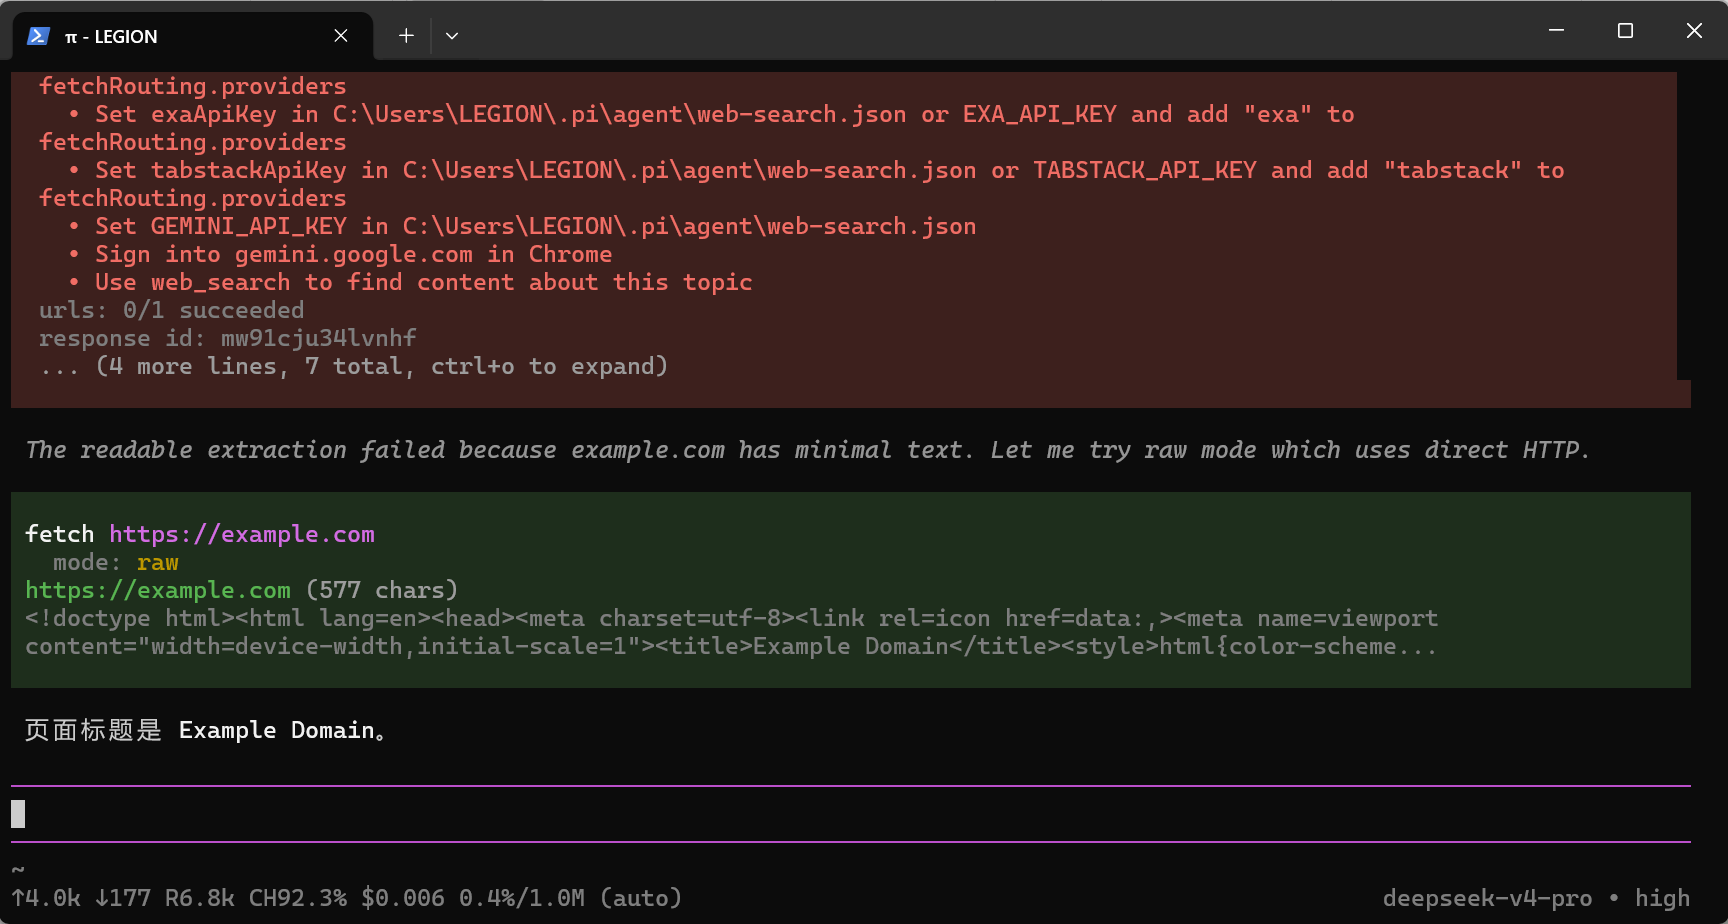 π - LEGION
fetchRouting.providers
• Set exaApiKey in C:\Users\LEGION\.pi\agent\web-search.json or EXA_API_KEY and add "exa" to
fetchRouting.providers
• Set tabstackApiKey in C:\Users\LEGION\.pi\agent\web-search.json or TABSTACK_API_KEY and add "tabstack" to
fetchRouting.providers
• Set GEMINI_API_KEY in C:\Users\LEGION\.pi\agent\web-search.json
• Sign into gemini.google.com in Chrome
• Use web_search to find content about this topic
urls: 0/1 succeeded
response id: mw91cju34lvnhf
... (4 more lines, 7 total, ctrl+o to expand)
The readable extraction failed because example.com has minimal text. Let me try raw mode which uses direct HTTP.
fetch https://example.com
mode: raw
https://example.com (577 chars)
<!doctype html><html lang=en><head><meta charset=utf-8><link rel=icon href=data:,><meta name=viewport
content="width=device-width,initial-scale=1"><title>Example Domain</title><style>html{color-scheme...
页面标题是 Example Domain。
~
↑4.0k ↓177 R6.8k CH92.3% $0.006 0.4%/1.0M (auto) deepseek-v4-pro • high